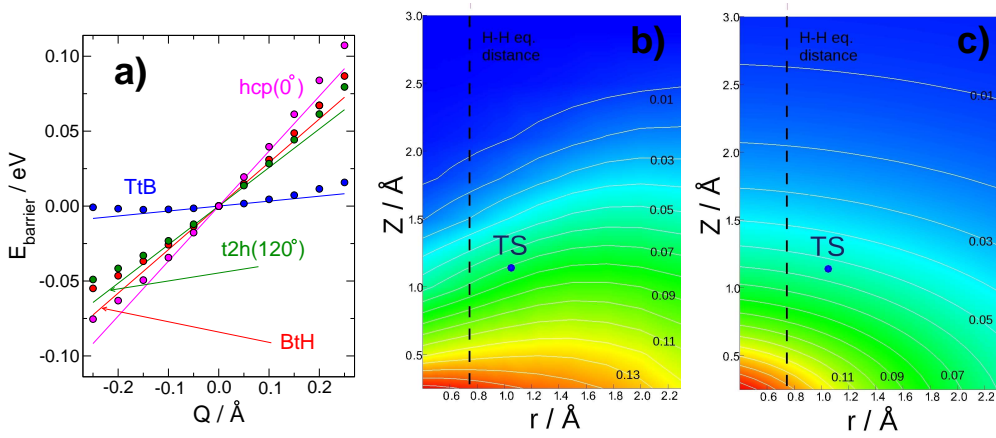 a)
0.10
0.05
0.00
-0.05
-0.10
E_barrier / eV
hcp(0°)
TtB
t2h(120°)
BtH
-0.2
-0.1
0.0
0.1
0.2
Q / Å
b)
H-H eq.
distance
3.0
2.5
2.0
1.5
1.0
0.5
Z / Å
0.01
0.03
0.05
0.07
0.09
0.11
0.13
TS
0.6 0.8 1.0 1.2 1.4 1.6 1.8 2.0 2.2
r / Å
c)
H-H eq.
distance
3.0
2.5
2.0
1.5
1.0
0.5
Z / Å
0.01
0.03
0.05
0.07
0.09
0.11
TS
0.6 0.8 1.0 1.2 1.4 1.6 1.8 2.0 2.2
r / Å